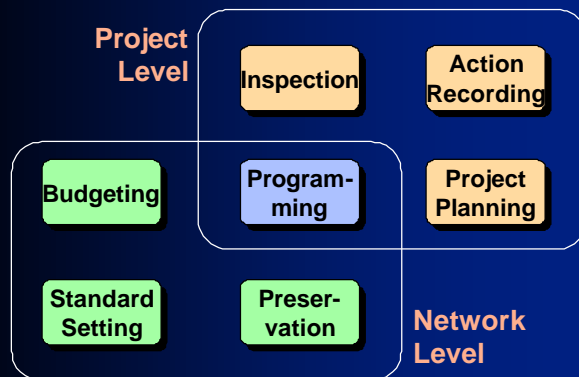 Project
Level
Inspection
Action
Recording
Budgeting
Program-
ming
Project
Planning
Standard
Setting
Preser-
vation
Network
Level